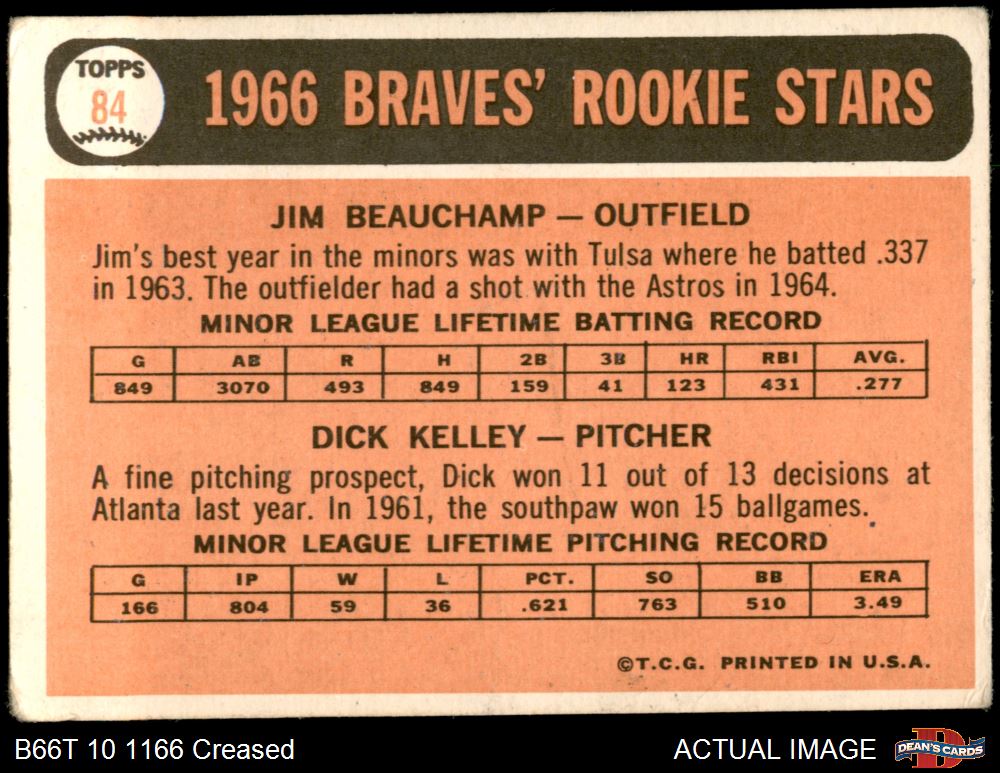 TOPPS
84
1966 BRAVES' ROOKIE STARS
JIM BEAUCHAMP — OUTFIELD
Jim's best year in the minors was with Tulsa where he batted .337
in 1963. The outfielder had a shot with the Astros in 1964.
MINOR LEAGUE LIFETIME BATTING RECORD
G AB R H 2B 3B HR RBI AVG.
849 3070 493 849 159 41 123 431 .277
DICK KELLEY — PITCHER
A fine pitching prospect, Dick won 11 out of 13 decisions at
Atlanta last year. In 1961, the southpaw won 15 ballgames.
MINOR LEAGUE LIFETIME PITCHING RECORD
G IP W L PCT. SO BB ERA
166 804 59 36 .621 763 510 3.49
©T.C.G. PRINTED IN U.S.A.
B66T 10 1166 Creased
ACTUAL IMAGE
DEAN'S CARDS